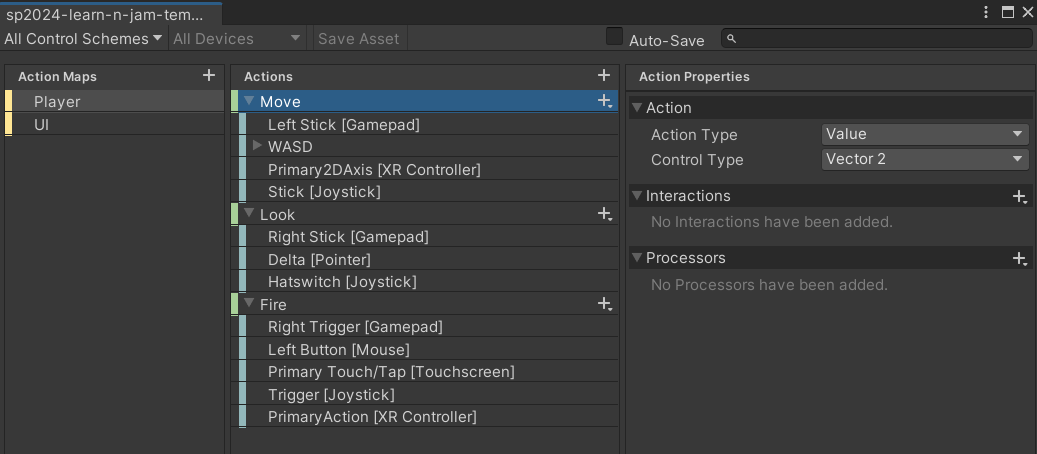 sp2024-learn-n-jam-tem...
All Control Schemes All Devices Save Asset Auto-Save
Action Maps
Player
UI
Actions
Move
Left Stick [Gamepad]
WASD
Primary2DAxis [XR Controller]
Stick [Joystick]
Look
Right Stick [Gamepad]
Delta [Pointer]
Hatswitch [Joystick]
Fire
Right Trigger [Gamepad]
Left Button [Mouse]
Primary Touch/Tap [Touchscreen]
Trigger [Joystick]
PrimaryAction [XR Controller]
Action Properties
Action
Action Type Value
Control Type Vector 2
Interactions
No Interactions have been added.
Processors
No Processors have been added.